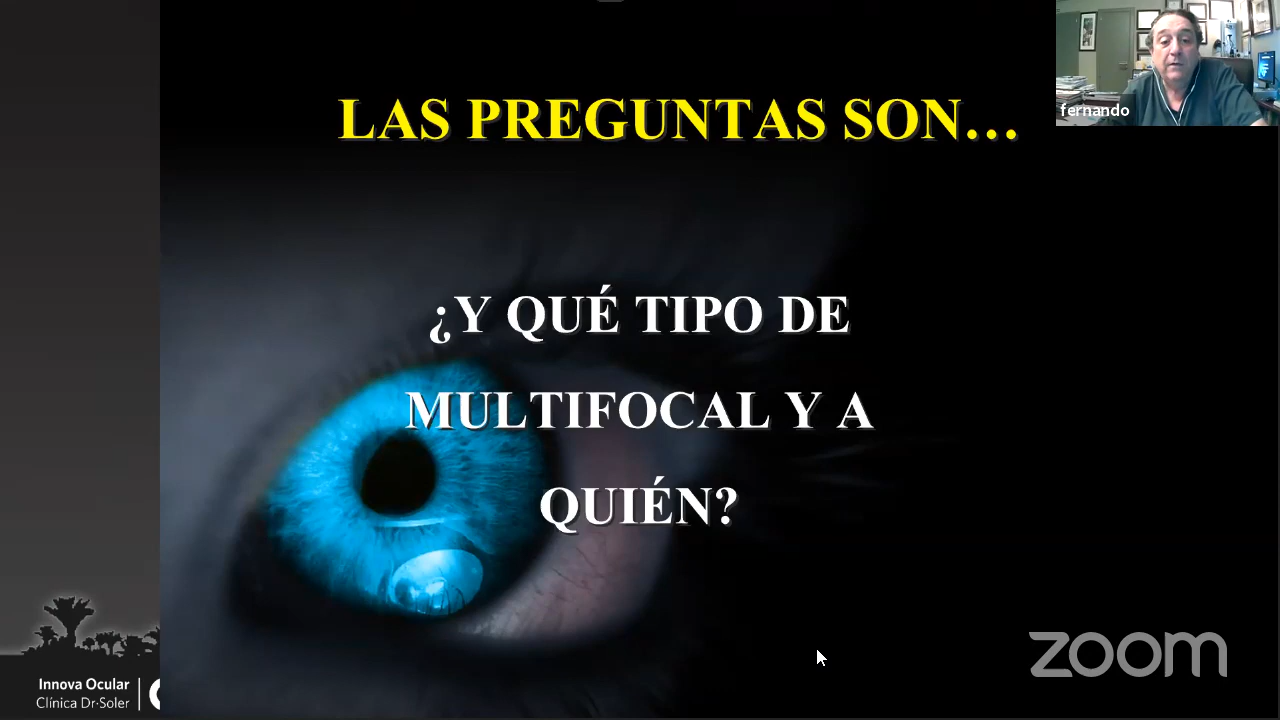 LAS PREGUNTAS SON…
fernando
¿Y QUÉ TIPO DE
MULTIFOCAL Y A
QUIÉN?
zoom
Innova Ocular
Clínica Dr·Soler